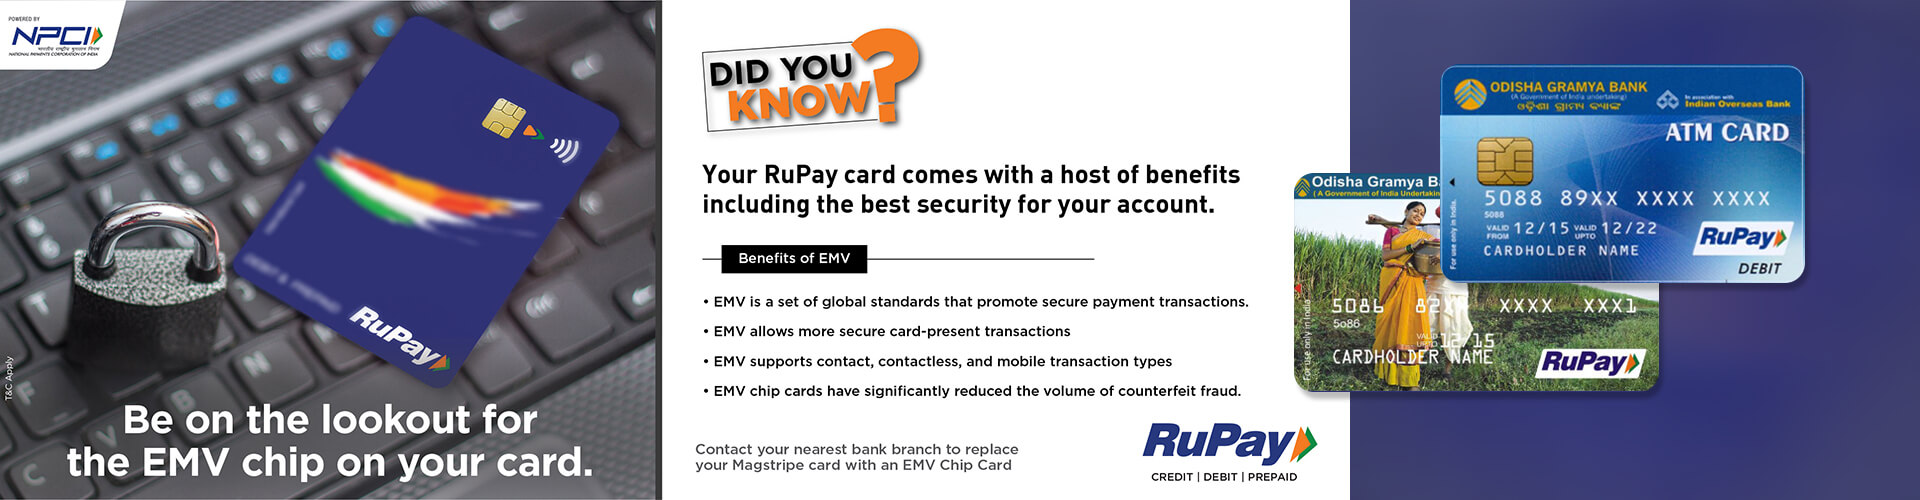 POWERED BY
NPCI
भारतीय राष्ट्रीय भुगतान निगम
NATIONAL PAYMENTS CORPORATION OF INDIA
RuPay
T&C Apply
Be on the lookout for
the EMV chip on your card.
DID YOU
KNOW?
Your RuPay card comes with a host of benefits
including the best security for your account.
Benefits of EMV
• EMV is a set of global standards that promote secure payment transactions.
• EMV allows more secure card-present transactions
• EMV supports contact, contactless, and mobile transaction types
• EMV chip cards have significantly reduced the volume of counterfeit fraud.
Contact your nearest bank branch to replace
your Magstripe card with an EMV Chip Card
RuPay
CREDIT | DEBIT | PREPAID
ODISHA GRAMYA BANK
(A Government of India undertaking)
ଓଡ଼ିଶା ଗ୍ରାମ୍ୟ ବ୍ୟାଙ୍କ
In association with
Indian Overseas Bank
ATM CARD
5088 89XX XXXX XXXX
5088
VALID FROM 12/15 VALID UPTO 12/22
CARDHOLDER NAME
For use only in India.
RuPay
DEBIT
Odisha Gramya B
( A Government of India Undertakin
5086 82X XXXX XXX1
5o86
VALID UPTO 12/15
CARDHOLDER NAME
For use only in India
RuPay